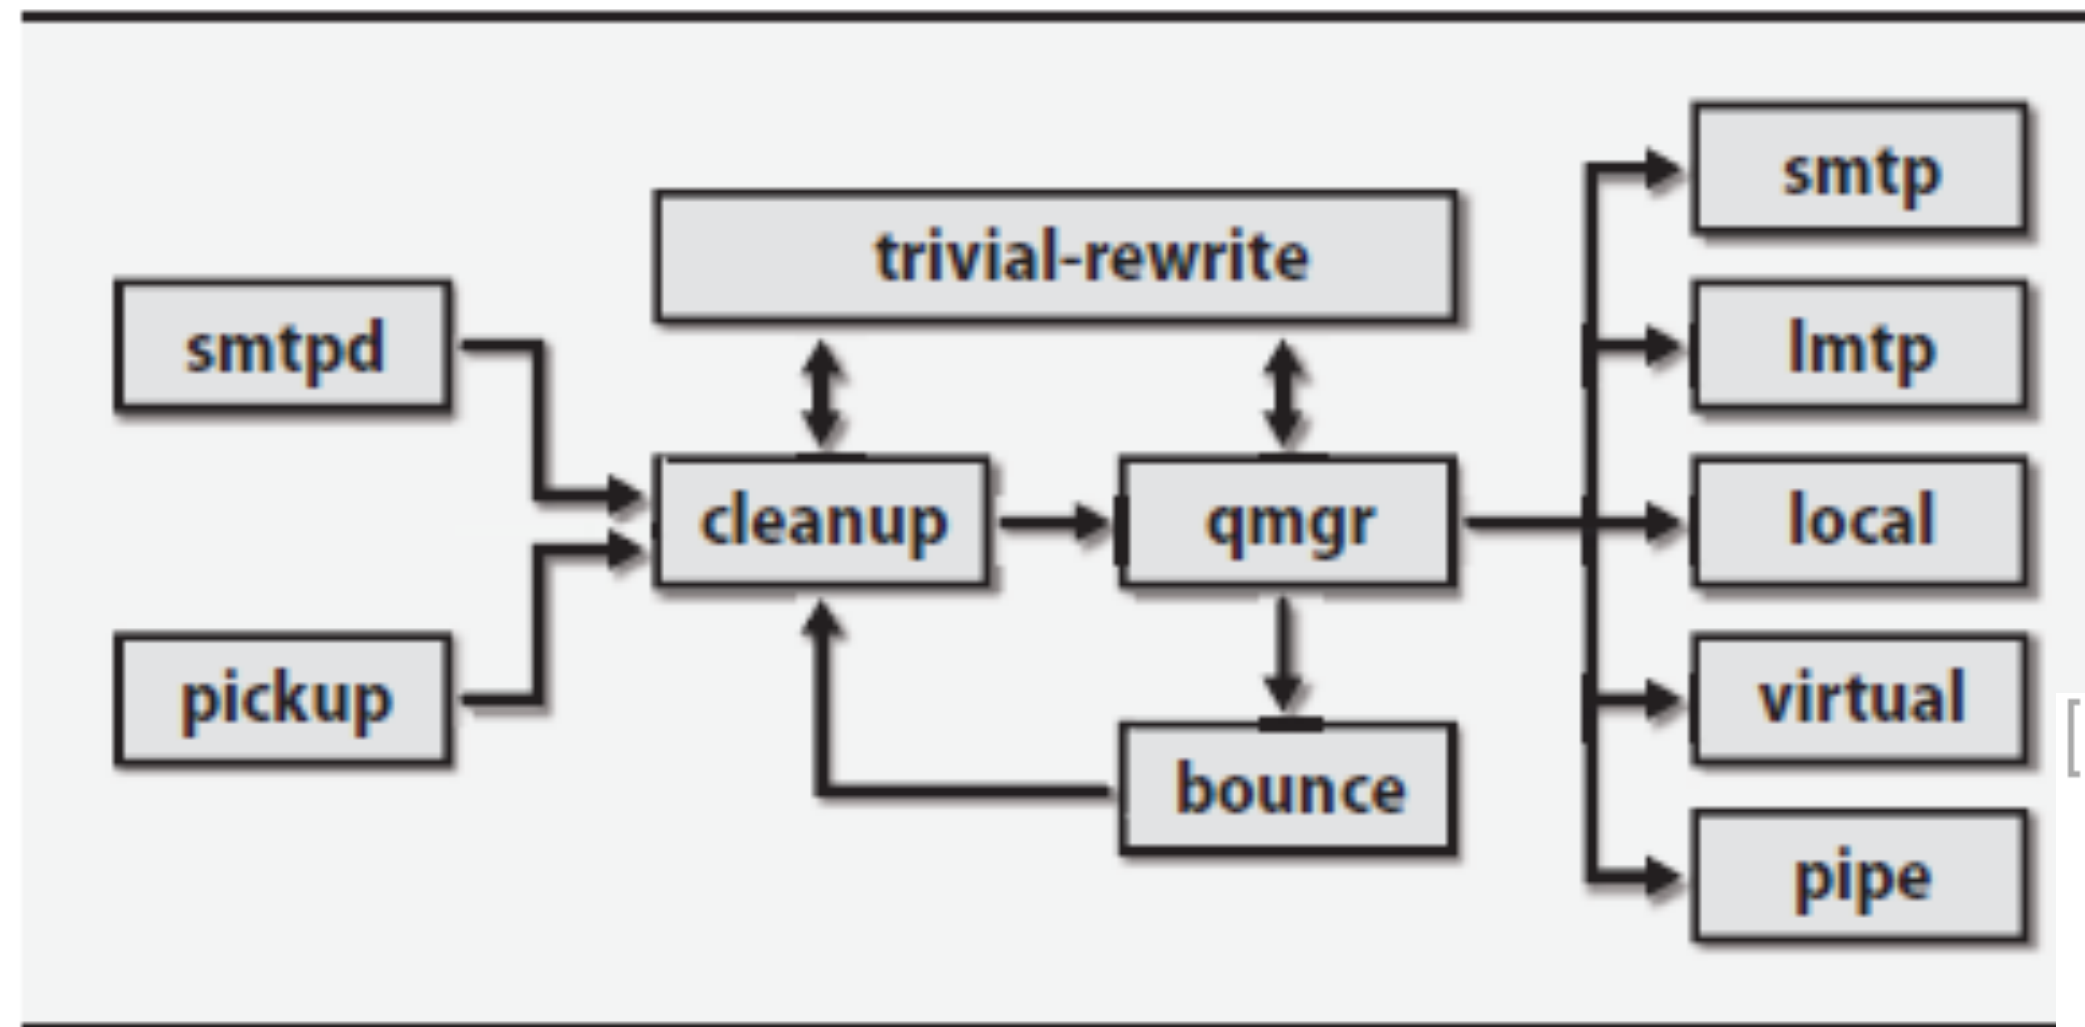 smtp
trivial-rewrite
smtpd
lmtp
cleanup
qmgr
local
pickup
virtual
[
bounce
pipe